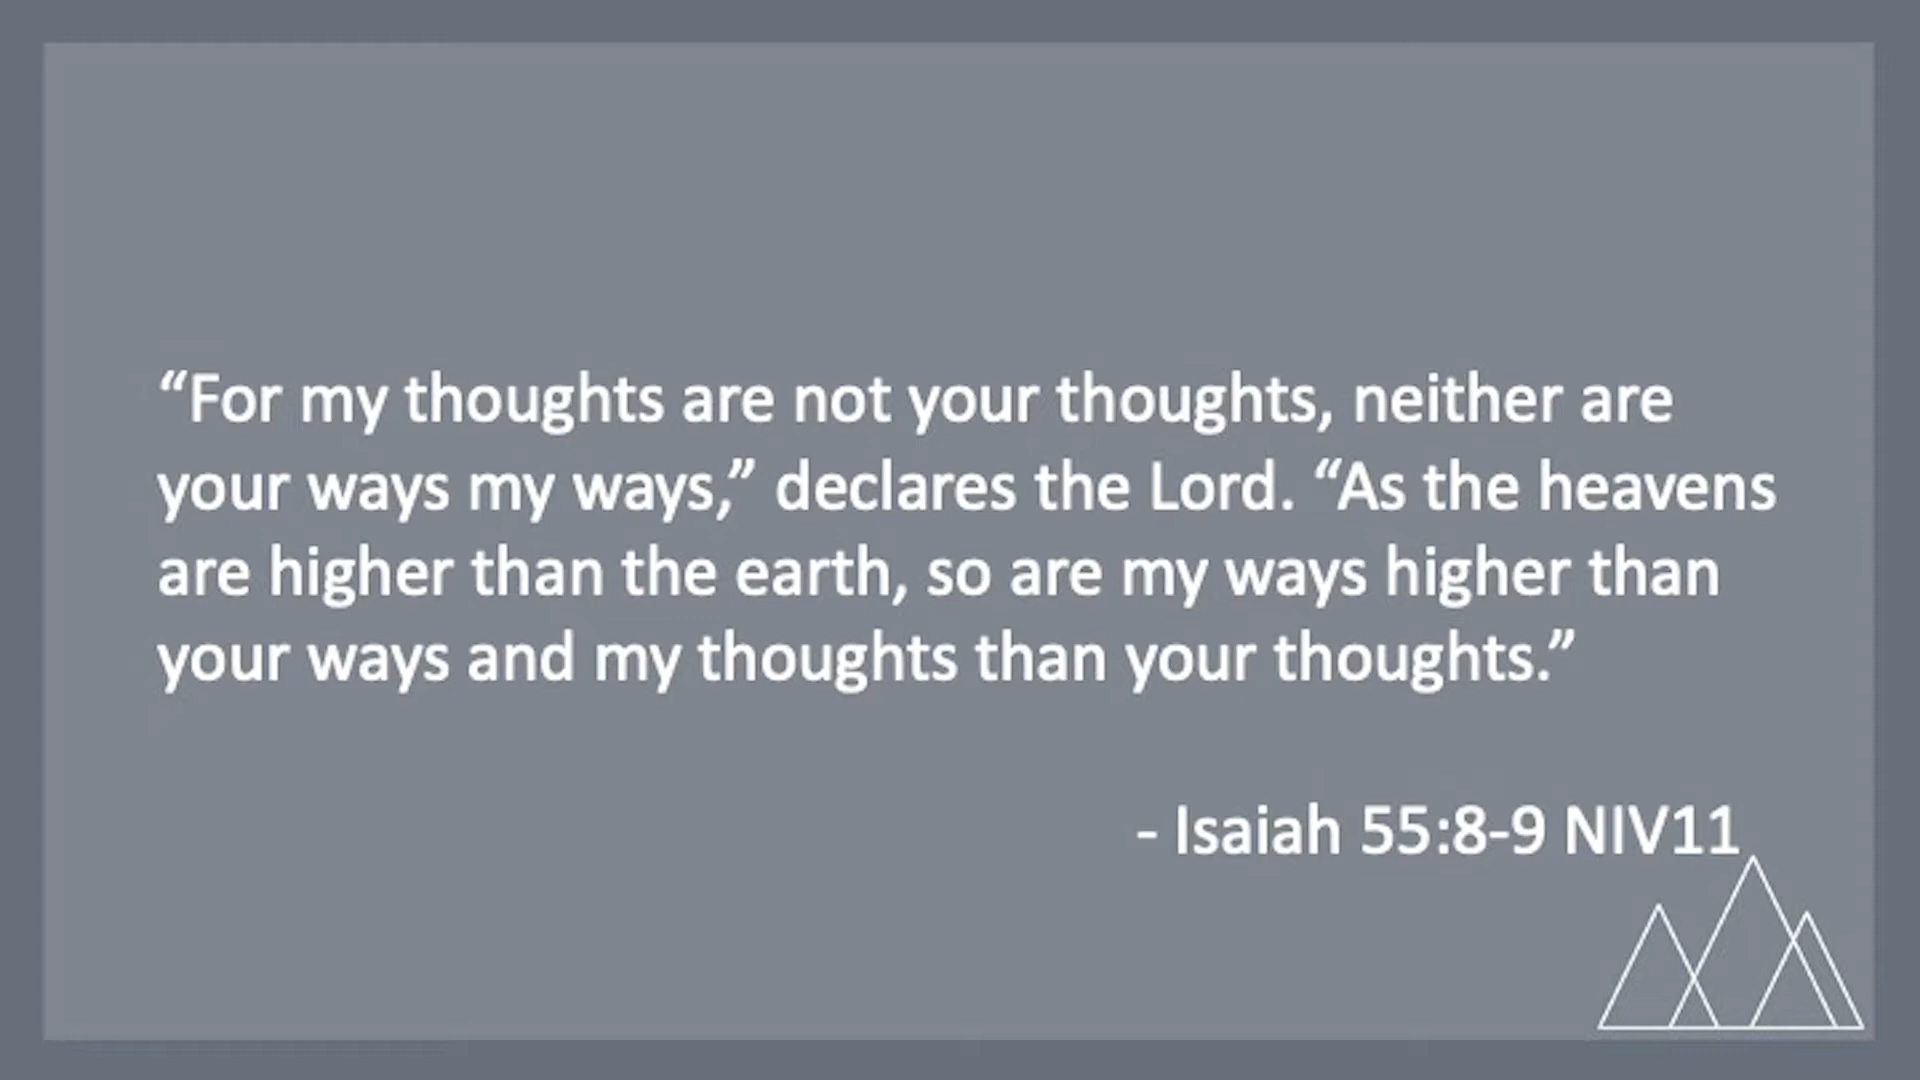 “For my thoughts are not your thoughts, neither are
your ways my ways,” declares the Lord. “As the heavens
are higher than the earth, so are my ways higher than
your ways and my thoughts than your thoughts.”
- Isaiah 55:8-9 NIV11